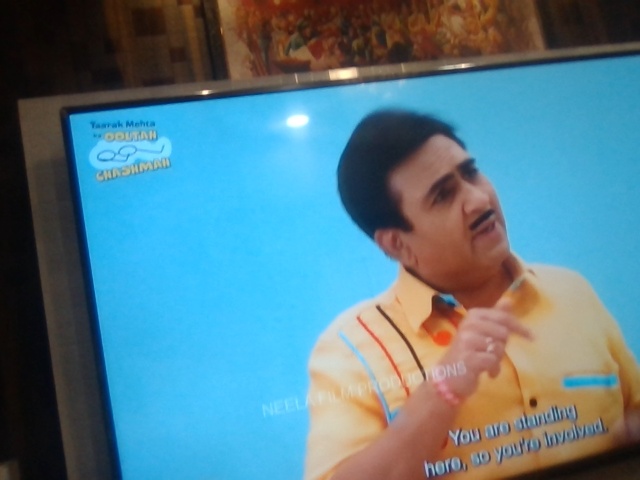 Taarak Mehta
KA OOLTAH
CHASHMAH
NEELA FILM PRODUCTIONS
You are standing
here, so you're involved.